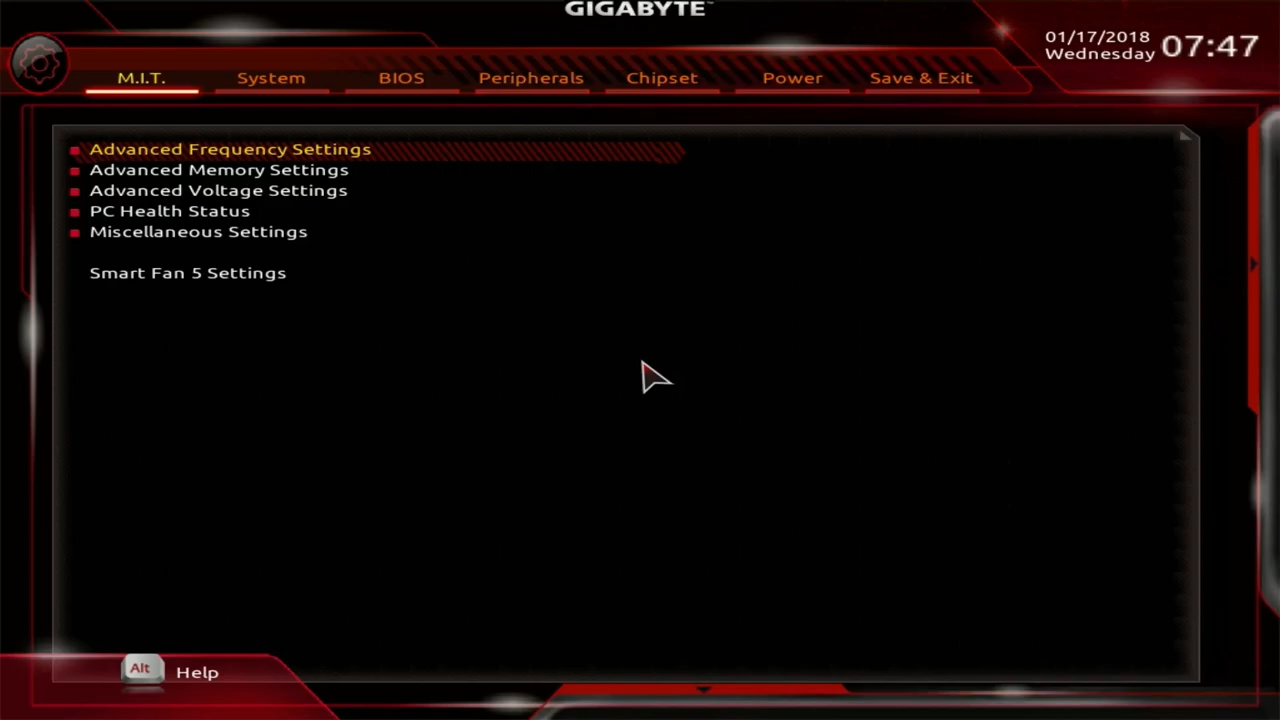 GIGABYTE™
01/17/2018
Wednesday
07:47
M.I.T. System BIOS Peripherals Chipset Power Save & Exit
Advanced Frequency Settings
Advanced Memory Settings
Advanced Voltage Settings
PC Health Status
Miscellaneous Settings
Smart Fan 5 Settings
Alt Help